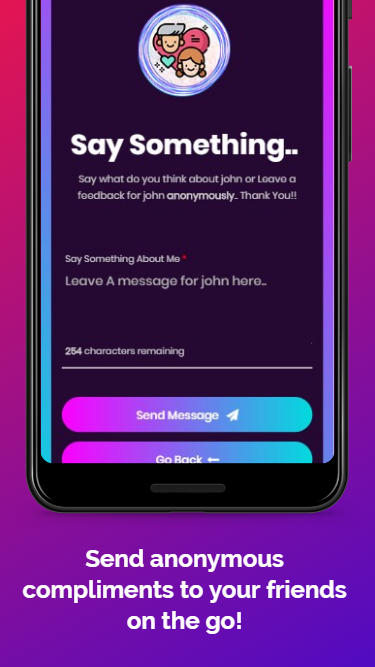 Say Something..
Say what do you think about john or Leave a
feedback for john anonymously.. Thank You!!
Say Something About Me *
Leave A message for john here..
254 characters remaining
Send Message
Go Back
Send anonymous
compliments to your friends
on the go!